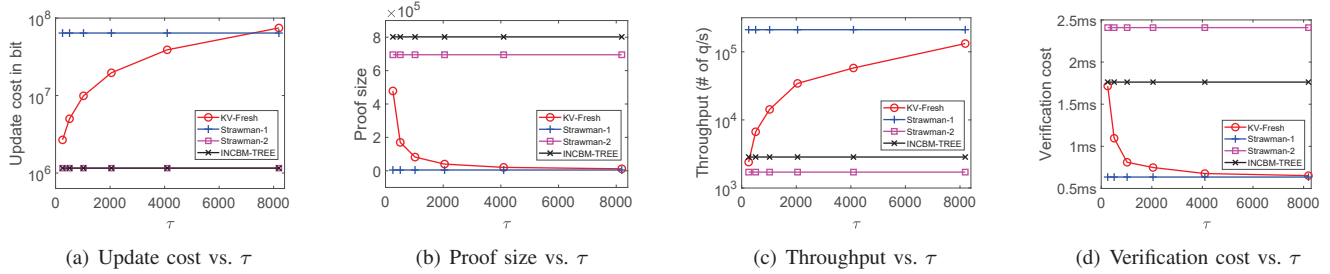 Update cost in bit
10^8
10^7
10^6
KV-Fresh
Strawman-1
Strawman-2
INCBM-TREE
0 2000 4000 6000 8000
τ
(a) Update cost vs. τ
Proof size
×10^5
8
6
4
2
0
KV-Fresh
Strawman-1
Strawman-2
INCBM-TREE
0 2000 4000 6000 8000
τ
(b) Proof size vs. τ
Throughput (# of q/s)
10^5
10^4
10^3
KV-Fresh
Strawman-1
Strawman-2
INCBM-TREE
0 2000 4000 6000 8000
τ
(c) Throughput vs. τ
Verification cost
2.5ms
2ms
1.5ms
1ms
0.5ms
KV-Fresh
Strawman-1
Strawman-2
INCBM-TREE
0 2000 4000 6000 8000
τ
(d) Verification cost vs. τ